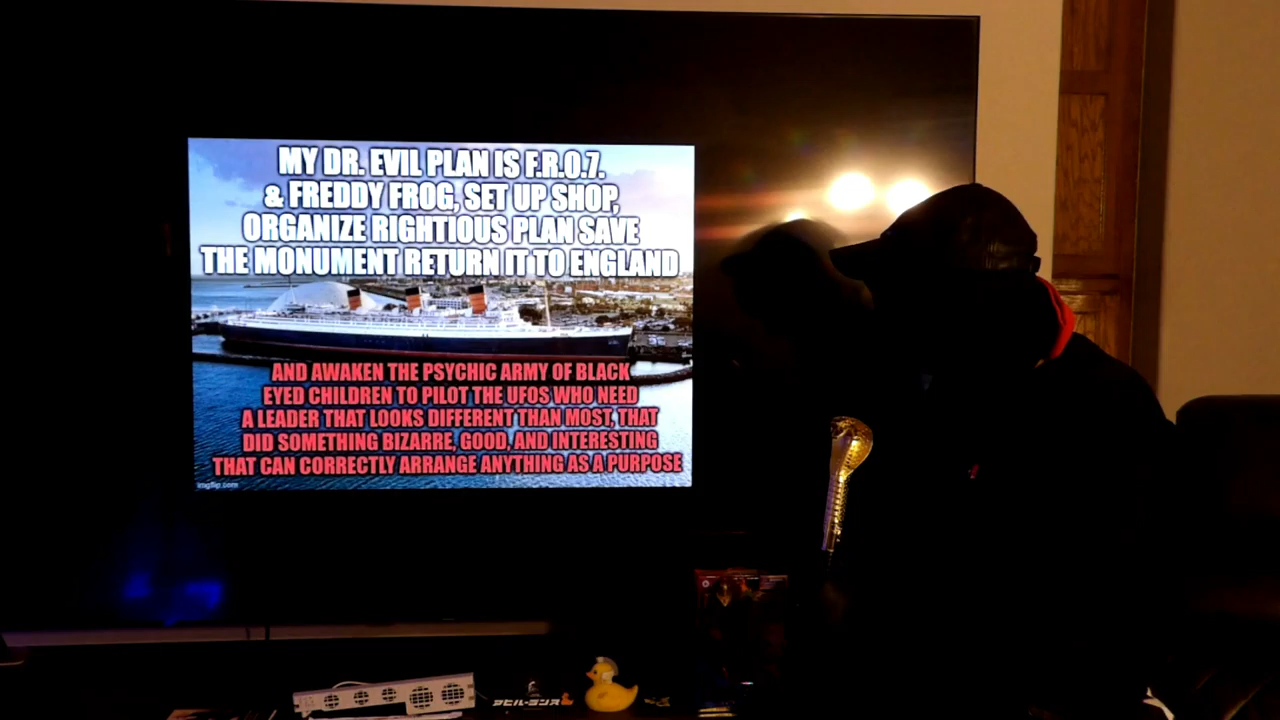 MY DR. EVIL PLAN IS F.R.O.7.
& FREDDY FROG, SET UP SHOP,
ORGANIZE RIGHTIOUS PLAN SAVE
THE MONUMENT RETURN IT TO ENGLAND
AND AWAKEN THE PSYCHIC ARMY OF BLACK
EYED CHILDREN TO PILOT THE UFOS WHO NEED
A LEADER THAT LOOKS DIFFERENT THAN MOST, THAT
DID SOMETHING BIZARRE, GOOD, AND INTERESTING
THAT CAN CORRECTLY ARRANGE ANYTHING AS A PURPOSE
imgflip.com